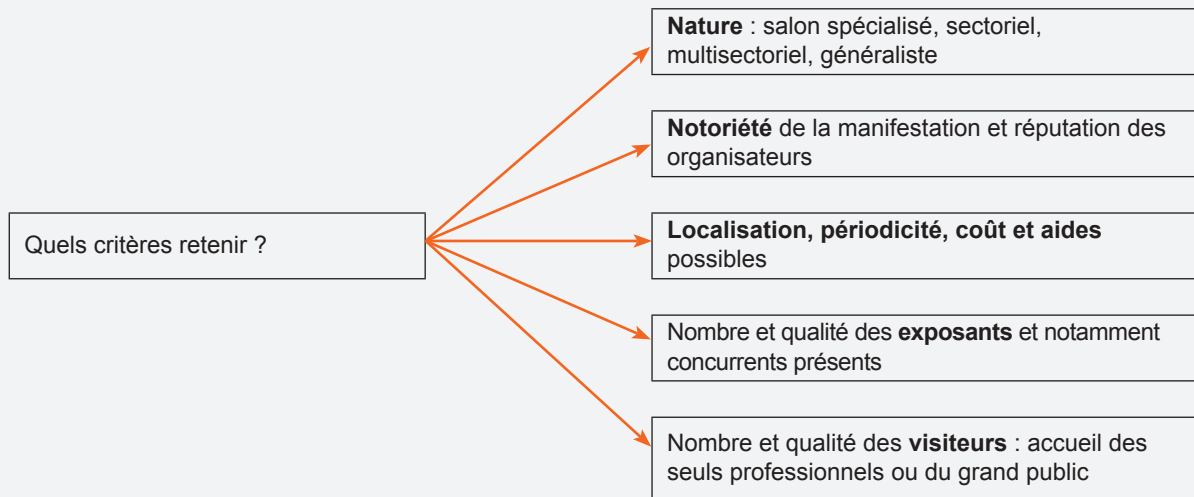 Quels critères retenir ?
Nature : salon spécialisé, sectoriel,
multisectoriel, généraliste
Notoriété de la manifestation et réputation des
organisateurs
Localisation, périodicité, coût et aides
possibles
Nombre et qualité des exposants et notamment
concurrents présents
Nombre et qualité des visiteurs : accueil des
seuls professionnels ou du grand public